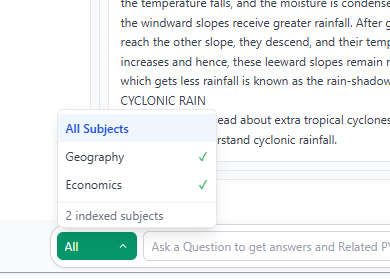 the temperature falls, and the moisture is condense
the windward slopes receive greater rainfall. After g
reach the other slope, they descend, and their temp
increases and hence, these leeward slopes remain r
which gets less rainfall is known as the rain-shadow
CYCLONIC RAIN
ead about extra tropical cyclones
rstand cyclonic rainfall.
All Subjects
Geography ✓
Economics ✓
2 indexed subjects
All
Ask a Question to get answers and Related P